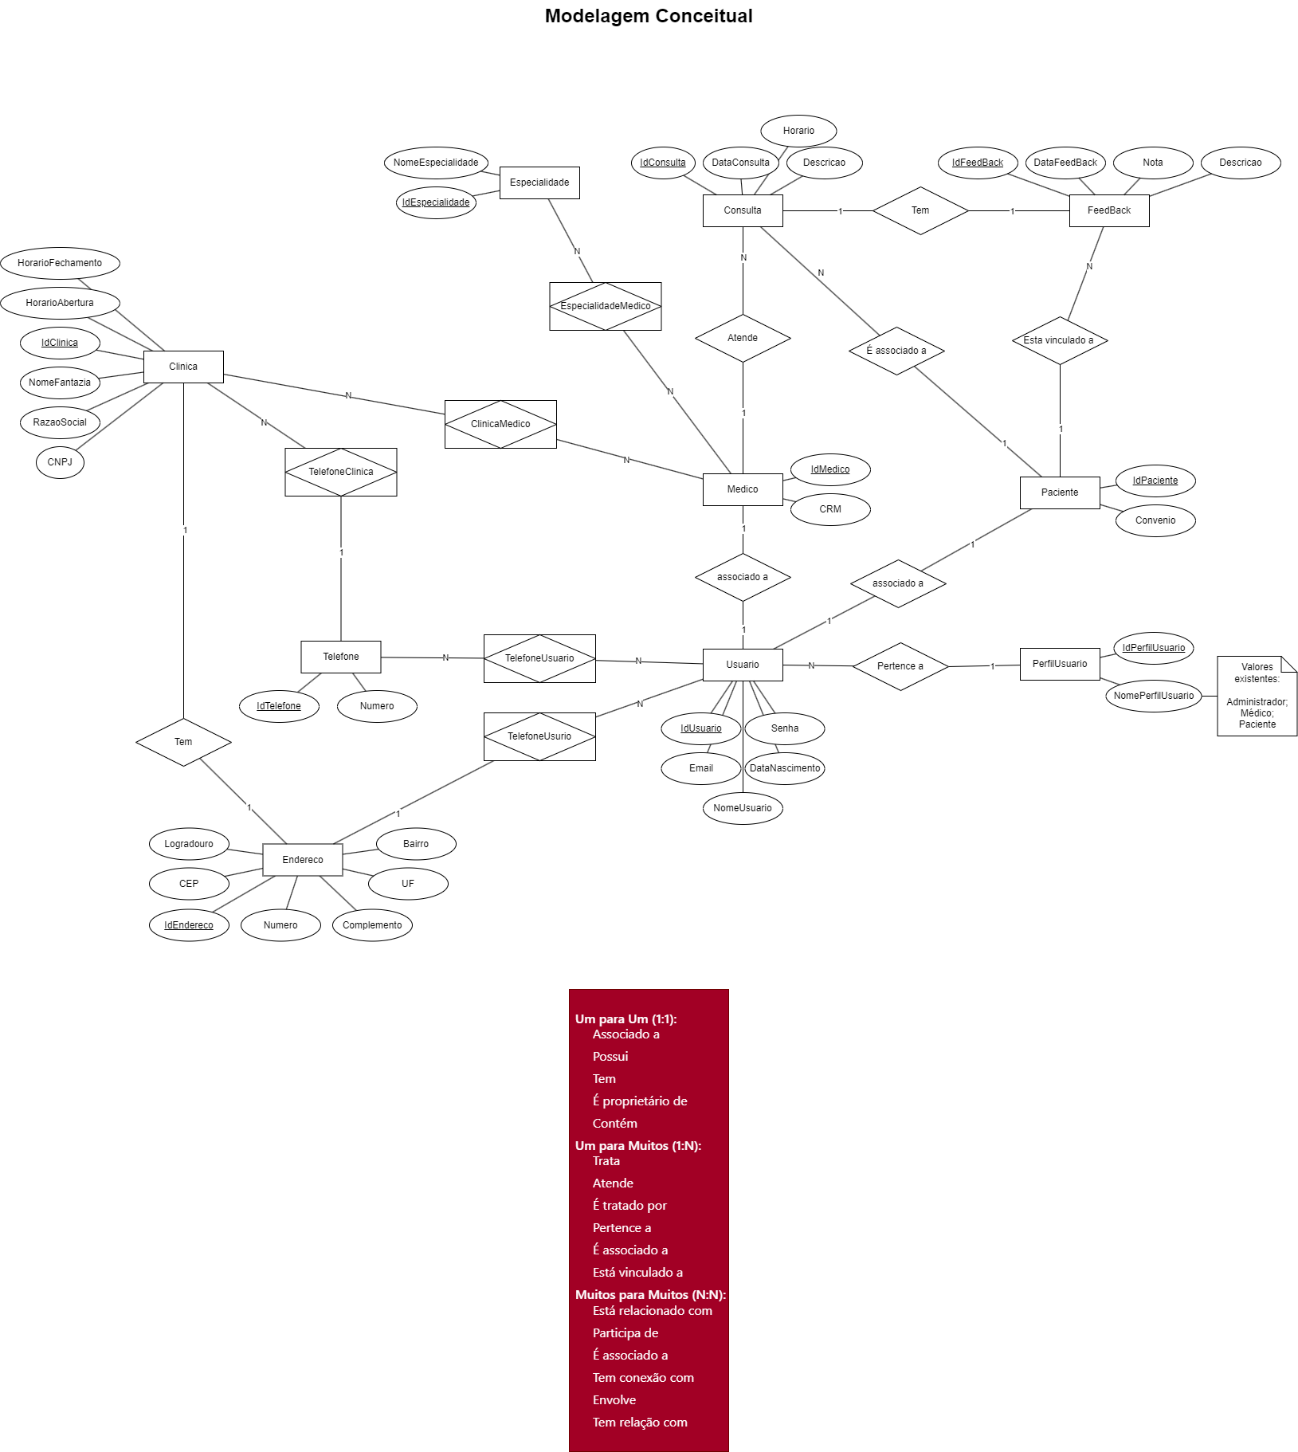 Modelagem Conceitual
Horario
NomeEspecialidade
IdConsulta
DataConsulta
Descricao
IdFeedBack
DataFeedBack
Nota
Descricao
Especialidade
IdEspecialidade
Consulta
1
Tem
1
FeedBack
HorarioFechamento
N
N
N
N
HorarioAbertura
EspecialidadeMedico
IdClinica
Atende
É associado a
Esta vinculado a
Clinica
NomeFantazia
N
N
RazaoSocial
N
ClinicaMedico
1
1
1
CNPJ
N
TelefoneClinica
IdMedico
Medico
CRM
IdPaciente
Paciente
Convenio
1
1
1
1
associado a
associado a
1
1
Telefone
N
TelefoneUsuario
N
Usuario
N
Pertence a
1
PerfilUsuario
IdPerfilUsuario
NomePerfilUsuario
Valores
existentes:
Administrador;
Médico;
Paciente
IdTelefone
Numero
N
Tem
TelefoneUsurio
IdUsuario
Senha
Email
DataNascimento
NomeUsuario
1
1
Logradouro
Bairro
Endereco
CEP
UF
IdEndereco
Numero
Complemento
Um para Um (1:1):
Associado a
Possui
Tem
É proprietário de
Contém
Um para Muitos (1:N):
Trata
Atende
É tratado por
Pertence a
É associado a
Está vinculado a
Muitos para Muitos (N:N):
Está relacionado com
Participa de
É associado a
Tem conexão com
Envolve
Tem relação com